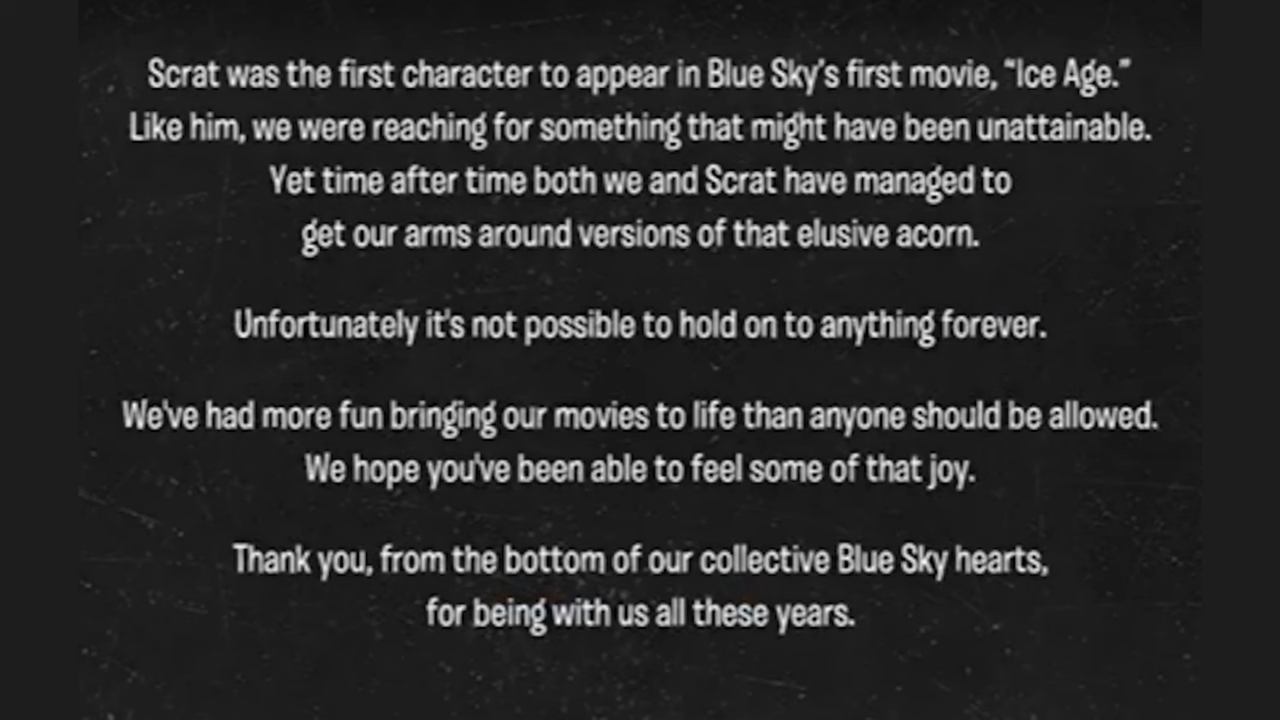 Scrat was the first character to appear in Blue Sky’s first movie, “Ice Age.”
Like him, we were reaching for something that might have been unattainable.
Yet time after time both we and Scrat have managed to
get our arms around versions of that elusive acorn.
Unfortunately it's not possible to hold on to anything forever.
We've had more fun bringing our movies to life than anyone should be allowed.
We hope you've been able to feel some of that joy.
Thank you, from the bottom of our collective Blue Sky hearts,
for being with us all these years.